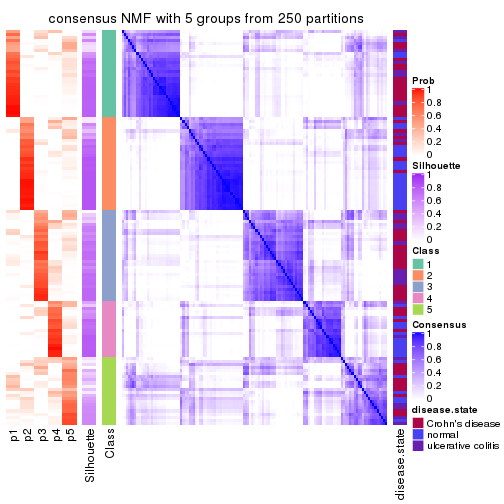 consensus NMF with 5 groups from 250 partitions
Prob
1
0.8
0.6
0.4
0.2
0
Silhouette
1
0.8
0.6
0.4
0.2
0
Class
1
2
3
4
5
Consensus
1
0.8
0.6
0.4
0.2
0
disease.state
Crohn's disease
normal
ulcerative colitis
p1
p2
p3
p4
p5
Silhouette
Class
disease.state